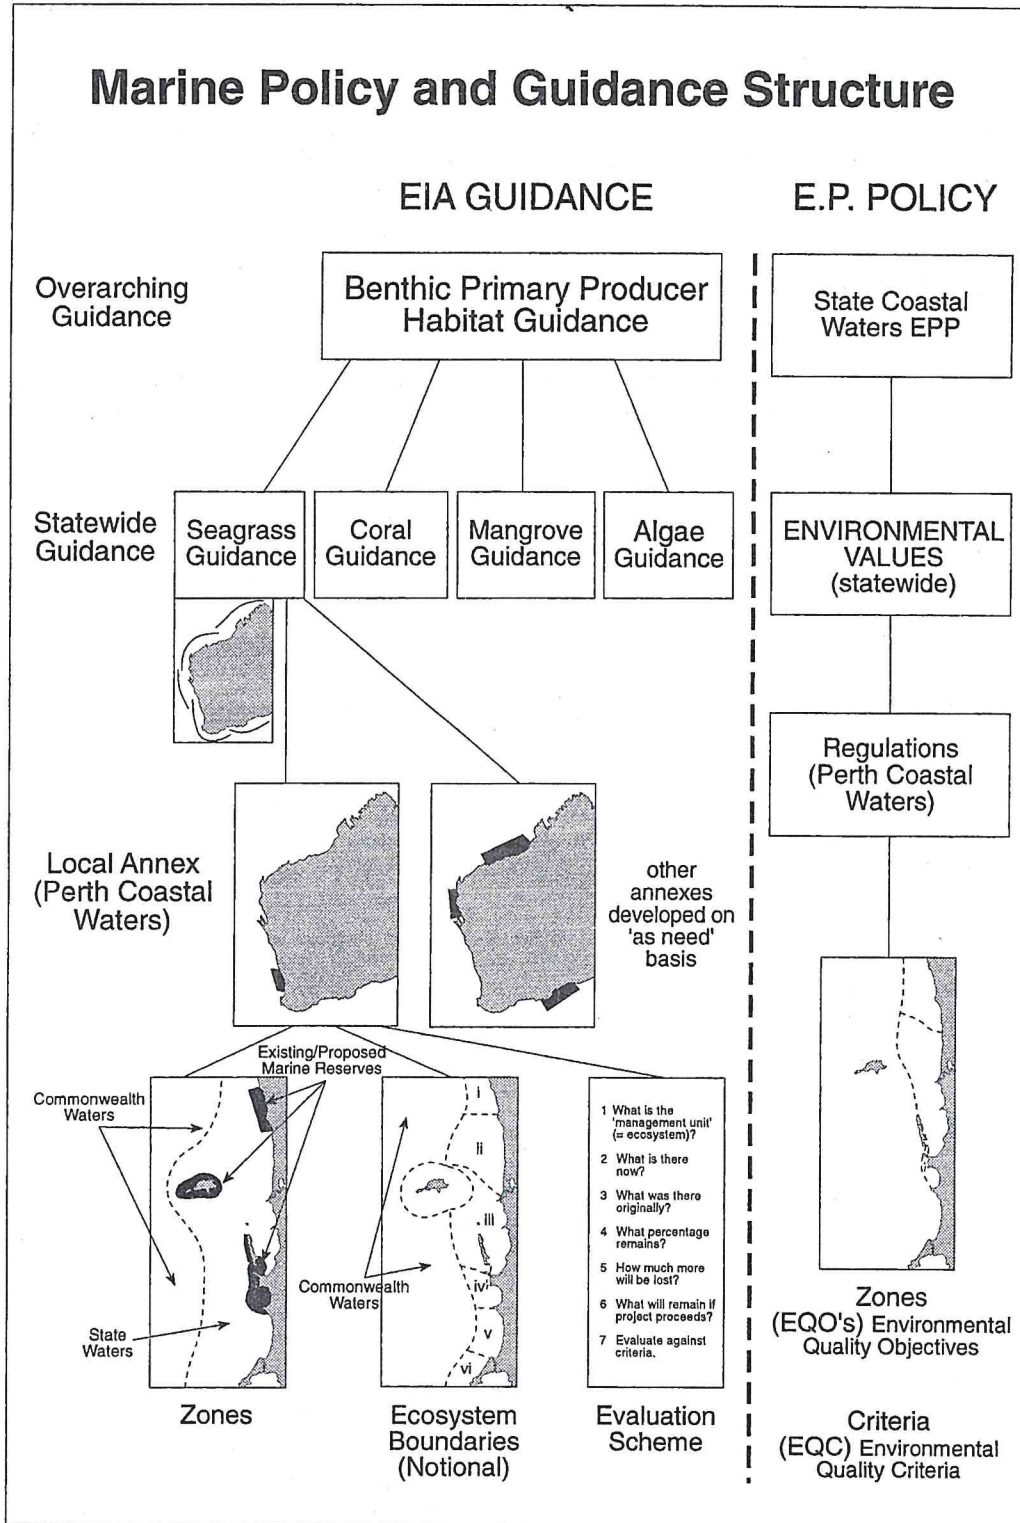 Marine Policy and Guidance Structure
EIA GUIDANCE
E.P. POLICY
Overarching
Guidance
Benthic Primary Producer
Habitat Guidance
State Coastal
Waters EPP
Statewide
Guidance
Seagrass
Guidance
Coral
Guidance
Mangrove
Guidance
Algae
Guidance
ENVIRONMENTAL
VALUES
(statewide)
Regulations
(Perth Coastal
Waters)
Local Annex
(Perth Coastal
Waters)
other
annexes
developed on
'as need'
basis
Existing/Proposed
Marine Reserves
Commonwealth
Waters
State
Waters
Zones
Commonwealth
Waters
i
ii
iii
iv
v
vi
Ecosystem
Boundaries
(Notional)
1 What is the
'management unit'
(= ecosystem)?
2 What is there
now?
3 What was there
originally?
4 What percentage
remains?
5 How much more
will be lost?
6 What will remain if
project proceeds?
7 Evaluate against
criteria.
Evaluation
Scheme
Zones
(EQO's) Environmental
Quality Objectives
Criteria
(EQC) Environmental
Quality Criteria